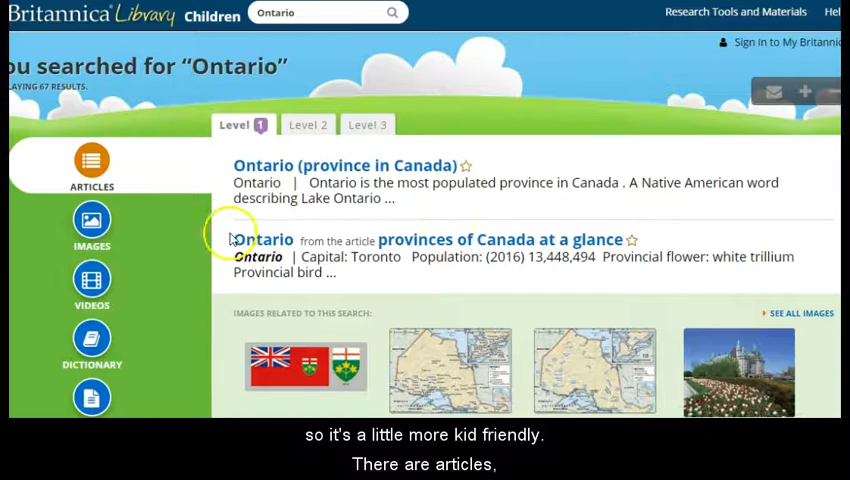 Britannica Library Children
Ontario
Research Tools and Materials
Hel
Sign In to My Britannic
ou searched for “Ontario”
LAYING 67 RESULTS.
Level 1
Level 2
Level 3
Ontario (province in Canada)
Ontario | Ontario is the most populated province in Canada . A Native American word
describing Lake Ontario ...
Ontario from the article provinces of Canada at a glance
Ontario | Capital: Toronto Population: (2016) 13,448,494 Provincial flower: white trillium
Provincial bird ...
ARTICLES
IMAGES
VIDEOS
DICTIONARY
IMAGES RELATED TO THIS SEARCH:
SEE ALL IMAGES
so it's a little more kid friendly.
There are articles,